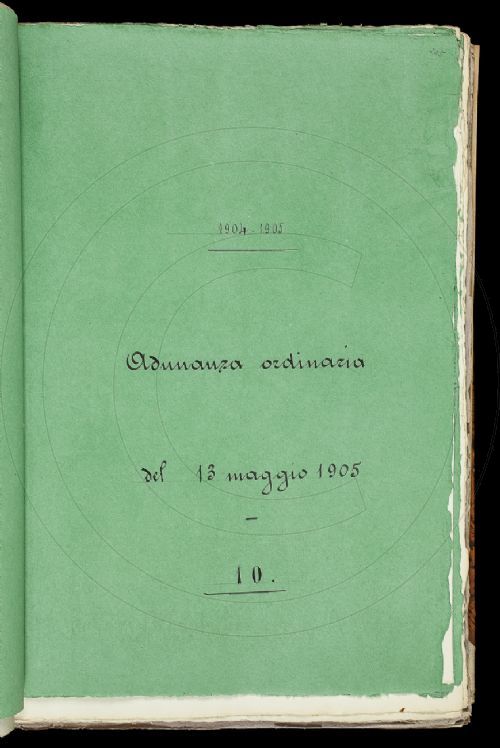 1904-1905
Adunanza ordinaria
del 13 maggio 1905
—
10.